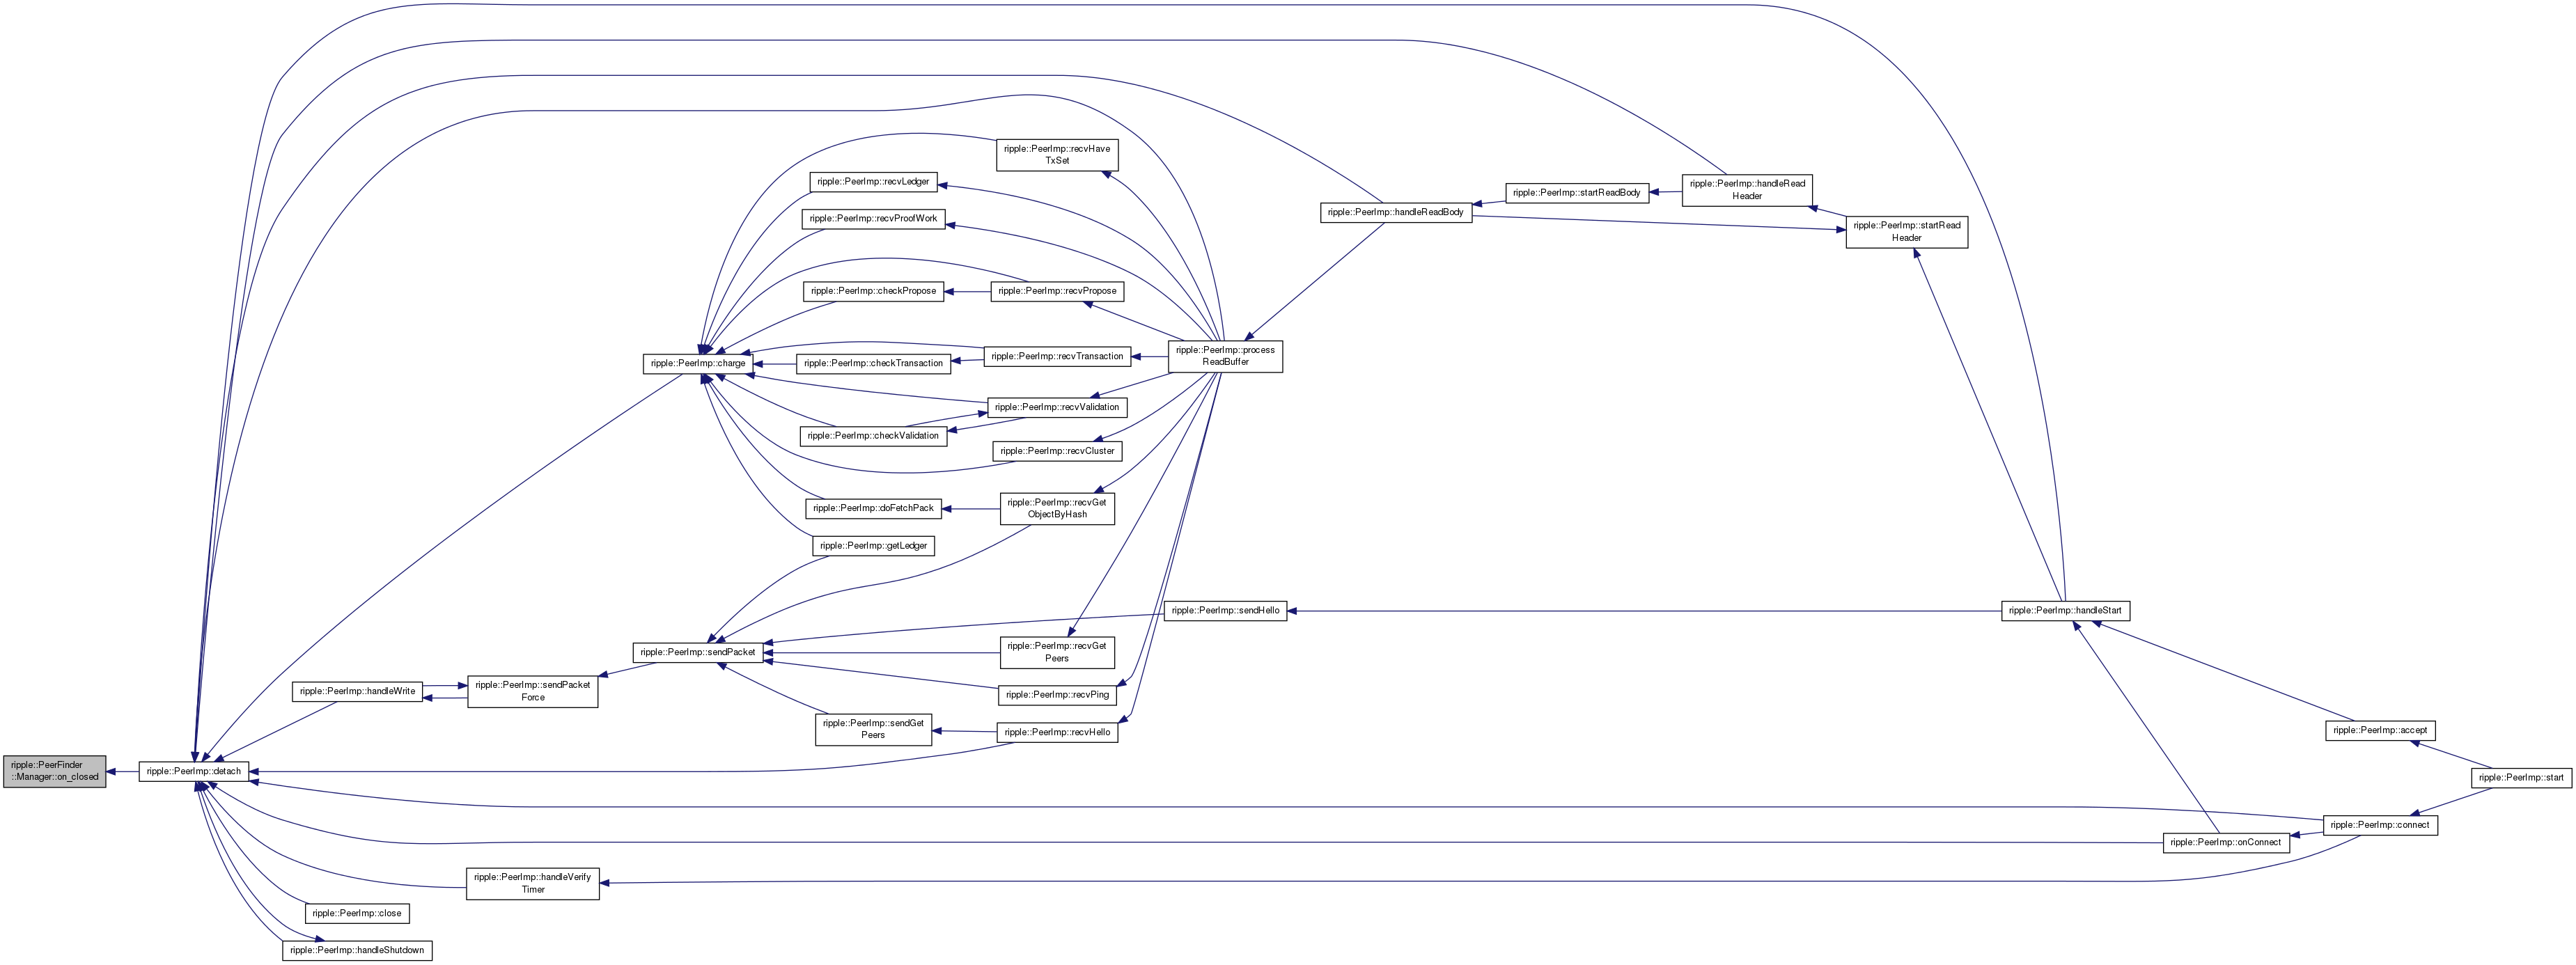 ripple::PeerImp::recvHave
TxSet
ripple::PeerImp::recvLedger
ripple::PeerImp::recvProofWork
ripple::PeerImp::handleReadBody
ripple::PeerImp::startReadBody
ripple::PeerImp::handleRead
Header
ripple::PeerImp::startRead
Header
ripple::PeerImp::checkPropose
ripple::PeerImp::recvPropose
ripple::PeerImp::charge
ripple::PeerImp::checkTransaction
ripple::PeerImp::recvTransaction
ripple::PeerImp::process
ReadBuffer
ripple::PeerImp::recvValidation
ripple::PeerImp::checkValidation
ripple::PeerImp::recvCluster
ripple::PeerImp::doFetchPack
ripple::PeerImp::recvGet
ObjectByHash
ripple::PeerImp::getLedger
ripple::PeerImp::sendHello
ripple::PeerImp::handleStart
ripple::PeerImp::sendPacket
ripple::PeerImp::recvGet
Peers
ripple::PeerImp::handleWrite
ripple::PeerImp::sendPacket
Force
ripple::PeerImp::recvPing
ripple::PeerImp::sendGet
Peers
ripple::PeerImp::recvHello
ripple::PeerImp::accept
ripple::PeerFinder
::Manager::on_closed
ripple::PeerImp::detach
ripple::PeerImp::start
ripple::PeerImp::connect
ripple::PeerImp::onConnect
ripple::PeerImp::handleVerify
Timer
ripple::PeerImp::close
ripple::PeerImp::handleShutdown